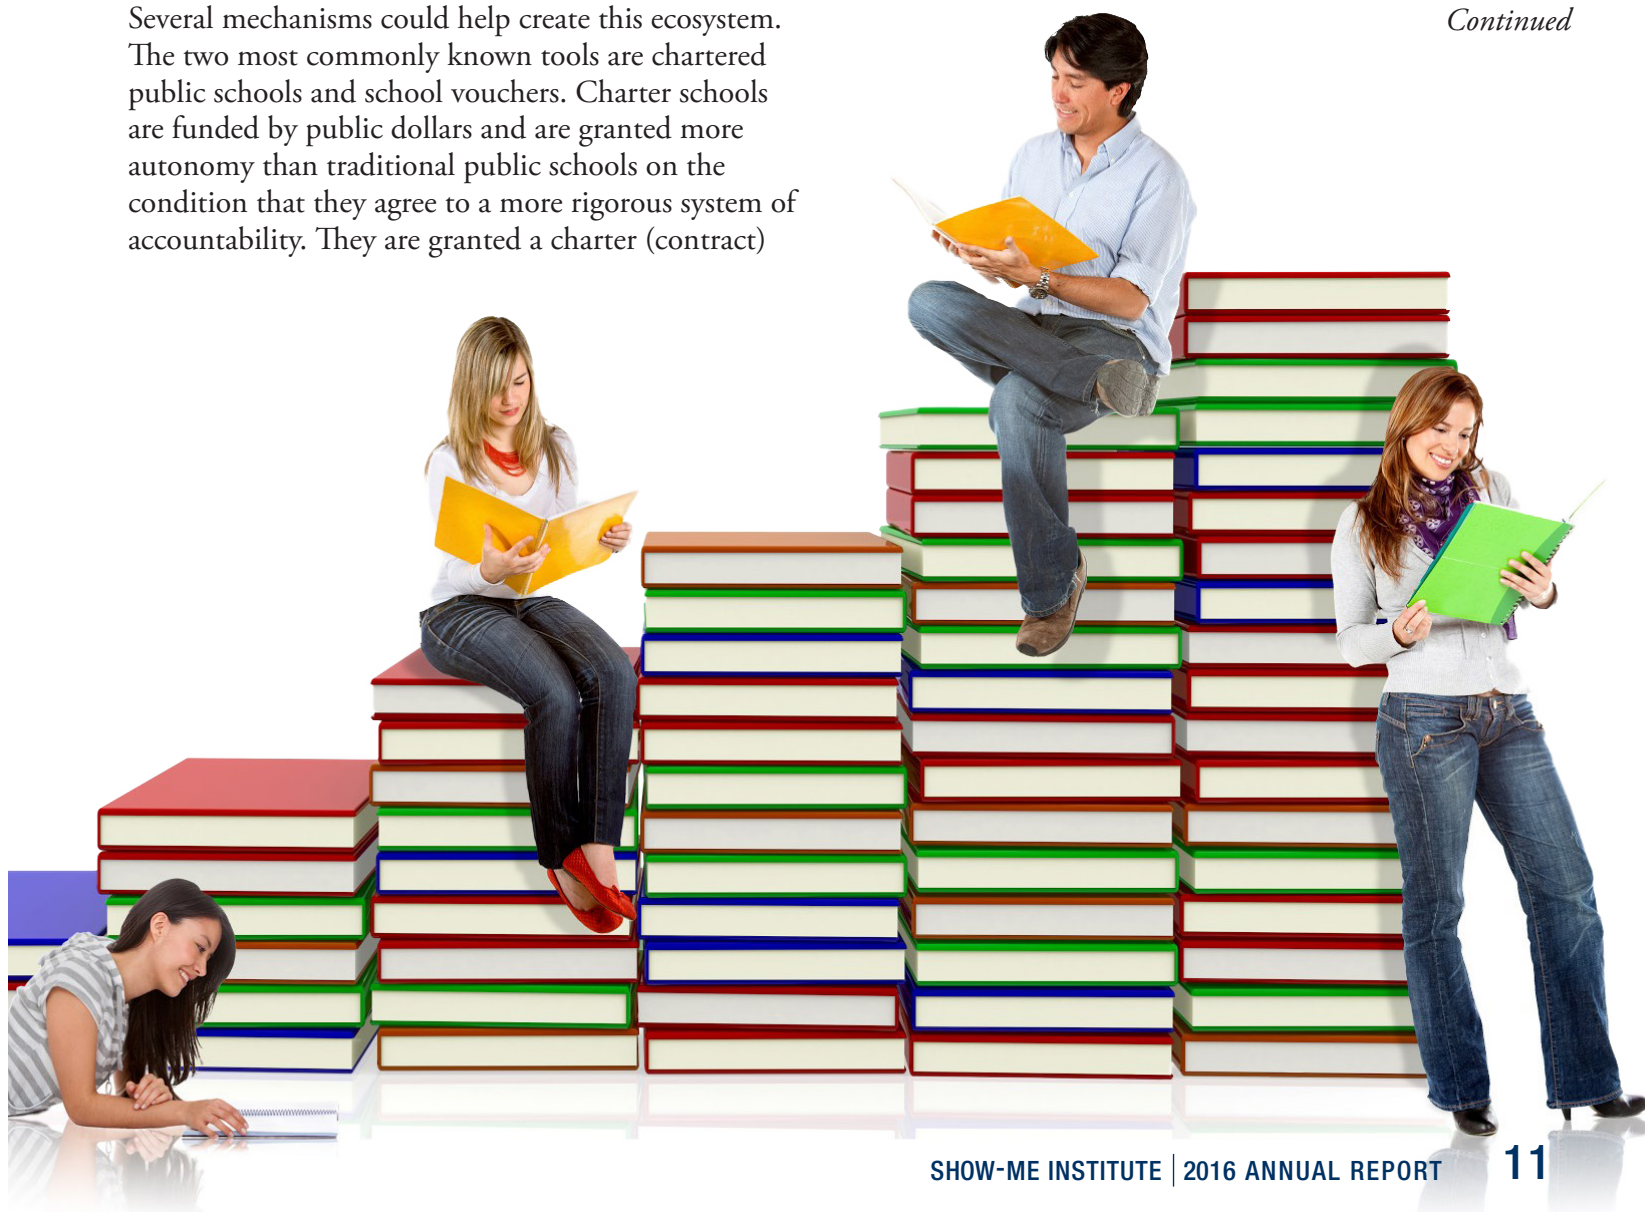 Several mechanisms could help create this ecosystem.
The two most commonly known tools are chartered
public schools and school vouchers. Charter schools
are funded by public dollars and are granted more
autonomy than traditional public schools on the
condition that they agree to a more rigorous system of
accountability. They are granted a charter (contract)
Continued
SHOW-ME INSTITUTE | 2016 ANNUAL REPORT 11